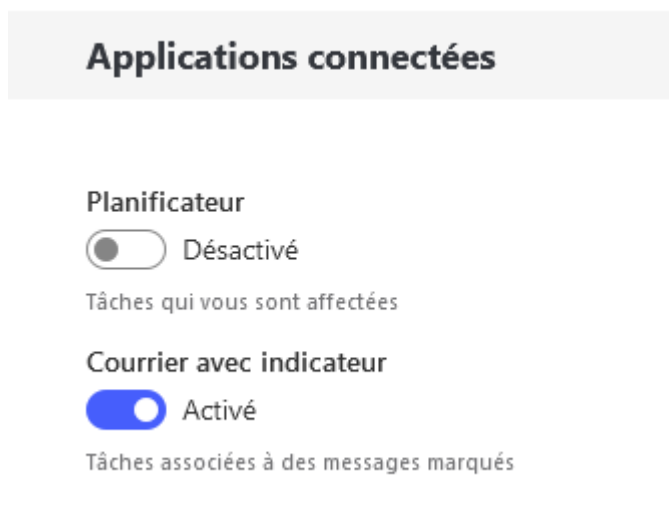 Applications connectées
Planificateur
Désactivé
Tâches qui vous sont affectées
Courrier avec indicateur
Activé
Tâches associées à des messages marqués